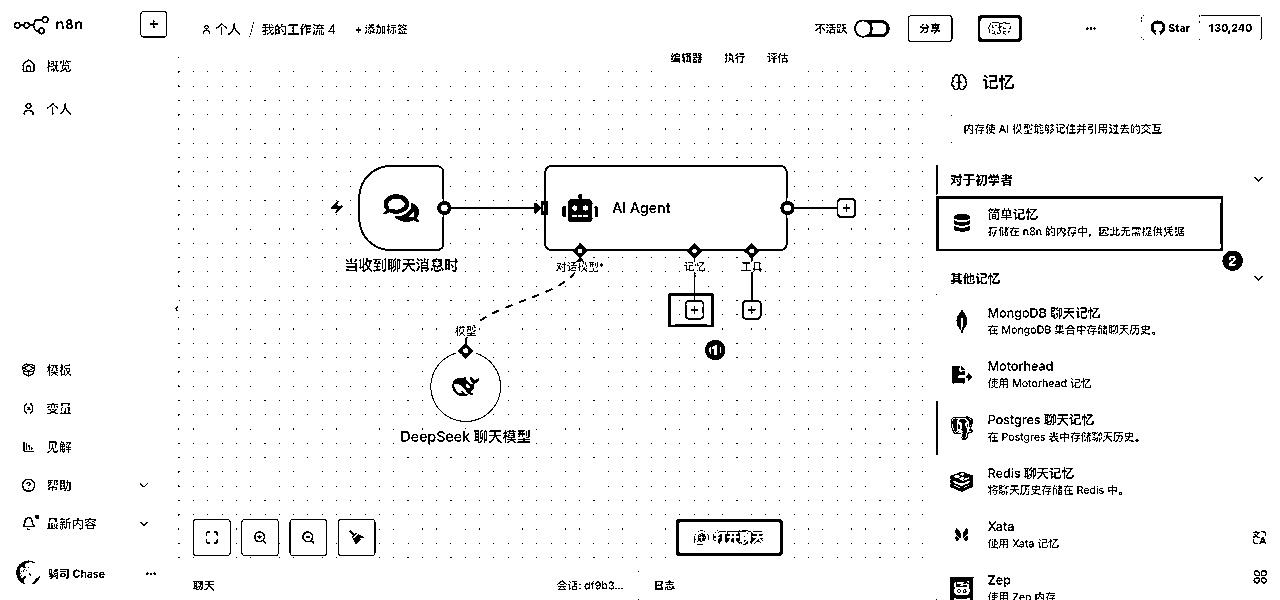 n8n
+
个人 / 我的工作流 4 + 添加标签
不活跃
分享
保存
...
Star 130,240
概览
个人
编辑器 执行 评估
记忆
内存使 AI 模型能够记住并引用过去的交互
对于初学者
简单记忆
存储在 n8n 的内存中，因此无需提供凭据
2
其他记忆
MongoDB 聊天记忆
在 MongoDB 集合中存储聊天历史。
Motorhead
使用 Motorhead 记忆
Postgres 聊天记忆
在 Postgres 表中存储聊天历史。
Redis 聊天记忆
将聊天历史存储在 Redis 中。
Xata
使用 Xata 记忆
Zep
使用 Zep 内存
AI Agent
+
当收到聊天消息时
对话模型*
记忆
工具
+
+
1
模型
DeepSeek 聊天模型
模板
变量
见解
帮助
最新内容
骑司 Chase
...
打开聊天
聊天
会话: df9b3...
日志